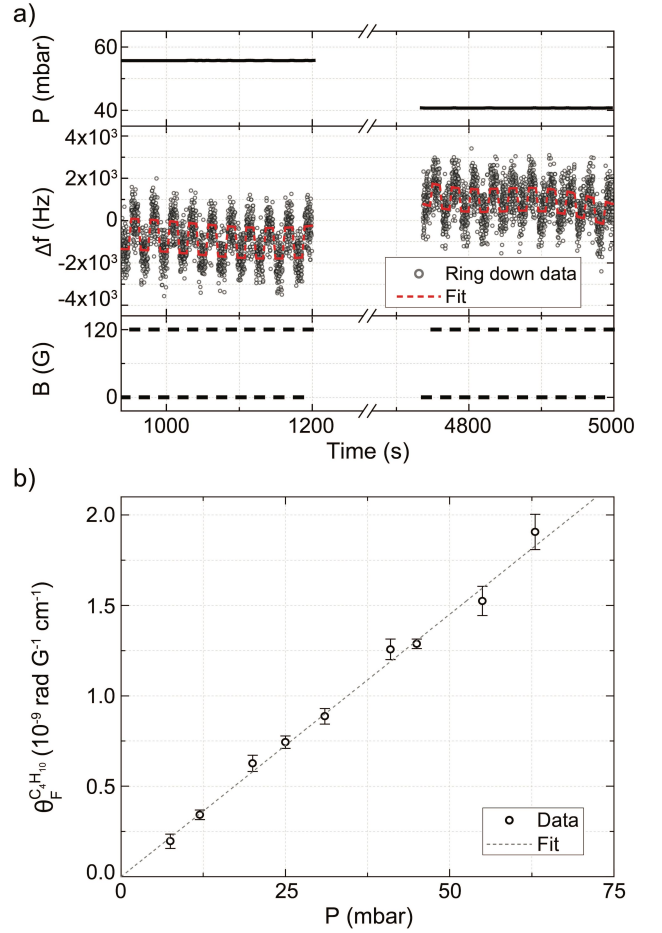 a)
P (mbar)
60
40
Δf (Hz)
4x10³
2x10³
0
-2x10³
-4x10³
Ring down data
Fit
B (G)
120
0
1000 1200 4800 5000
Time (s)
b)
θ_F^{C₄H₁₀} (10⁻⁹ rad G⁻¹ cm⁻¹)
2.0
1.5
1.0
0.5
0.0
Data
Fit
0 25 50 75
P (mbar)